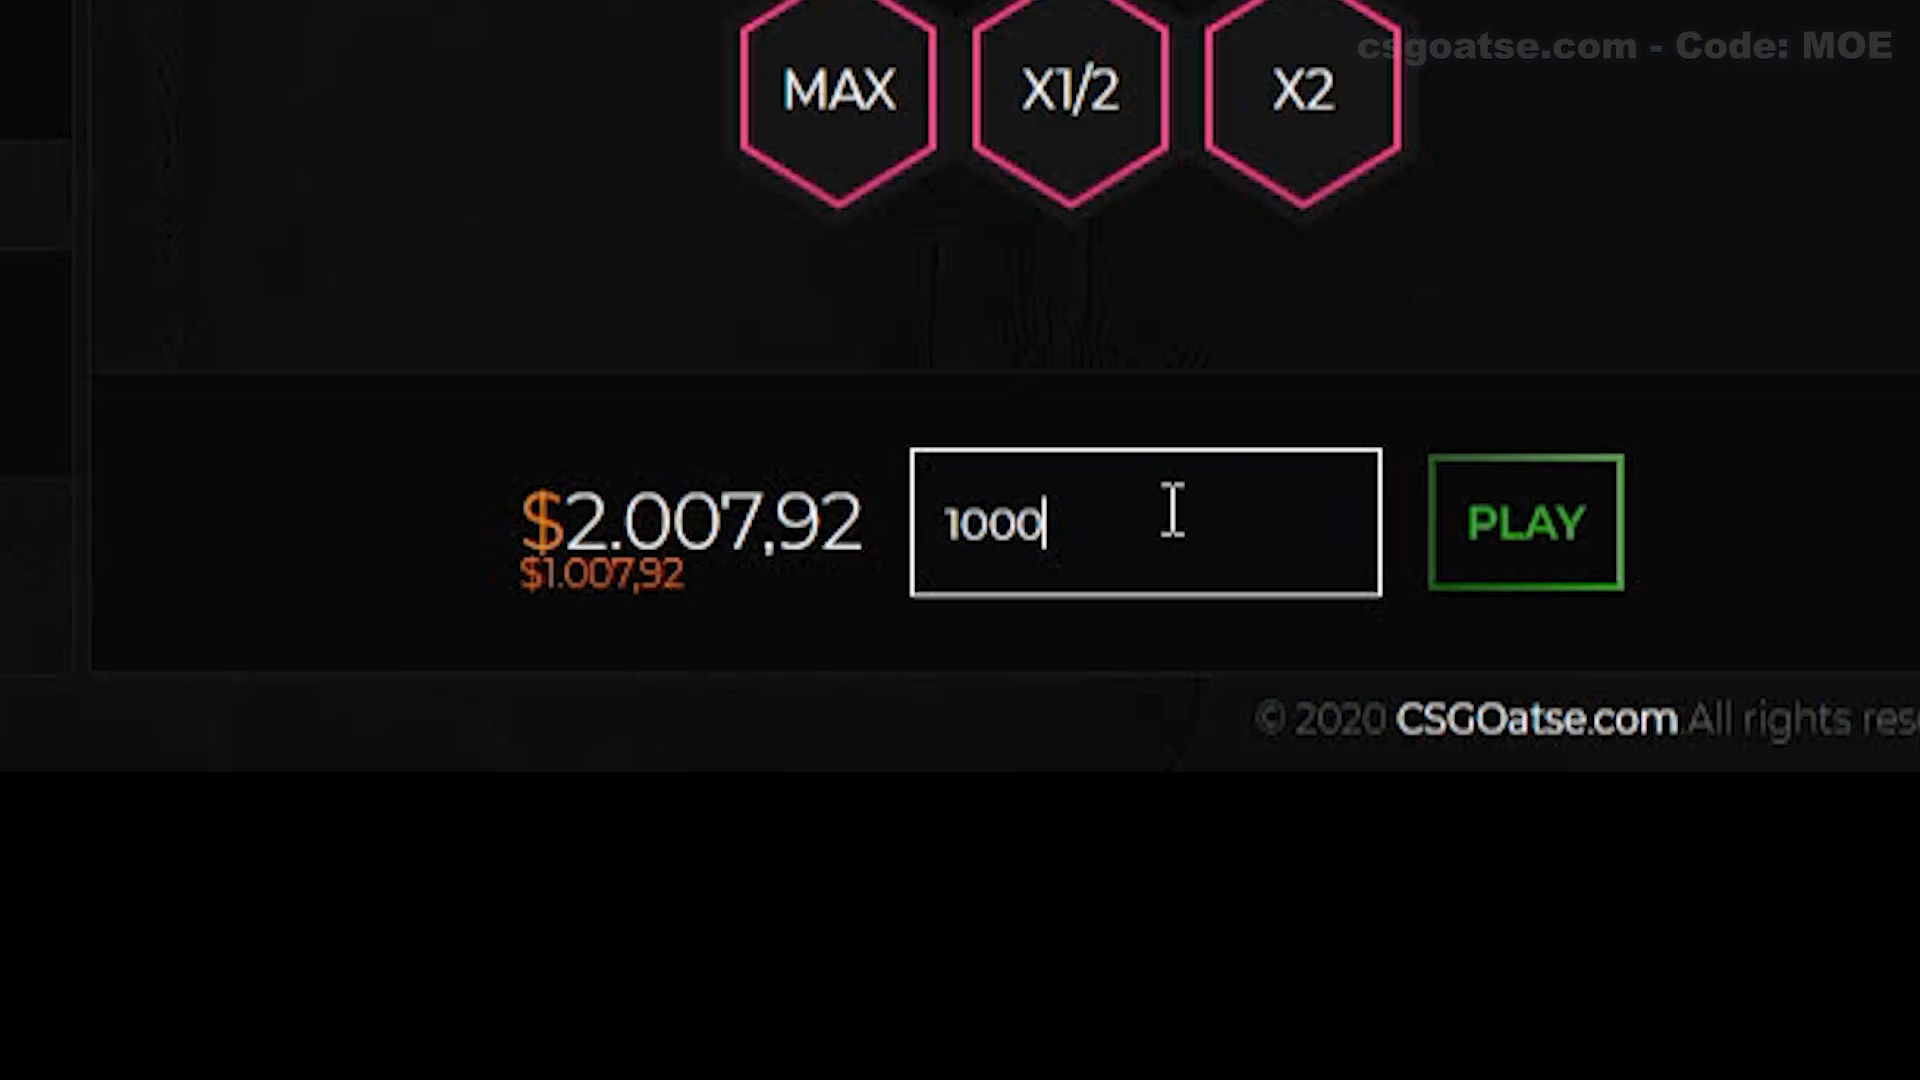 csgoatse.com - Code: MOE
MAX
X1/2
X2
$2.007,92
$1.007,92
1000
PLAY
© 2020 CSGOatse.com All rights res